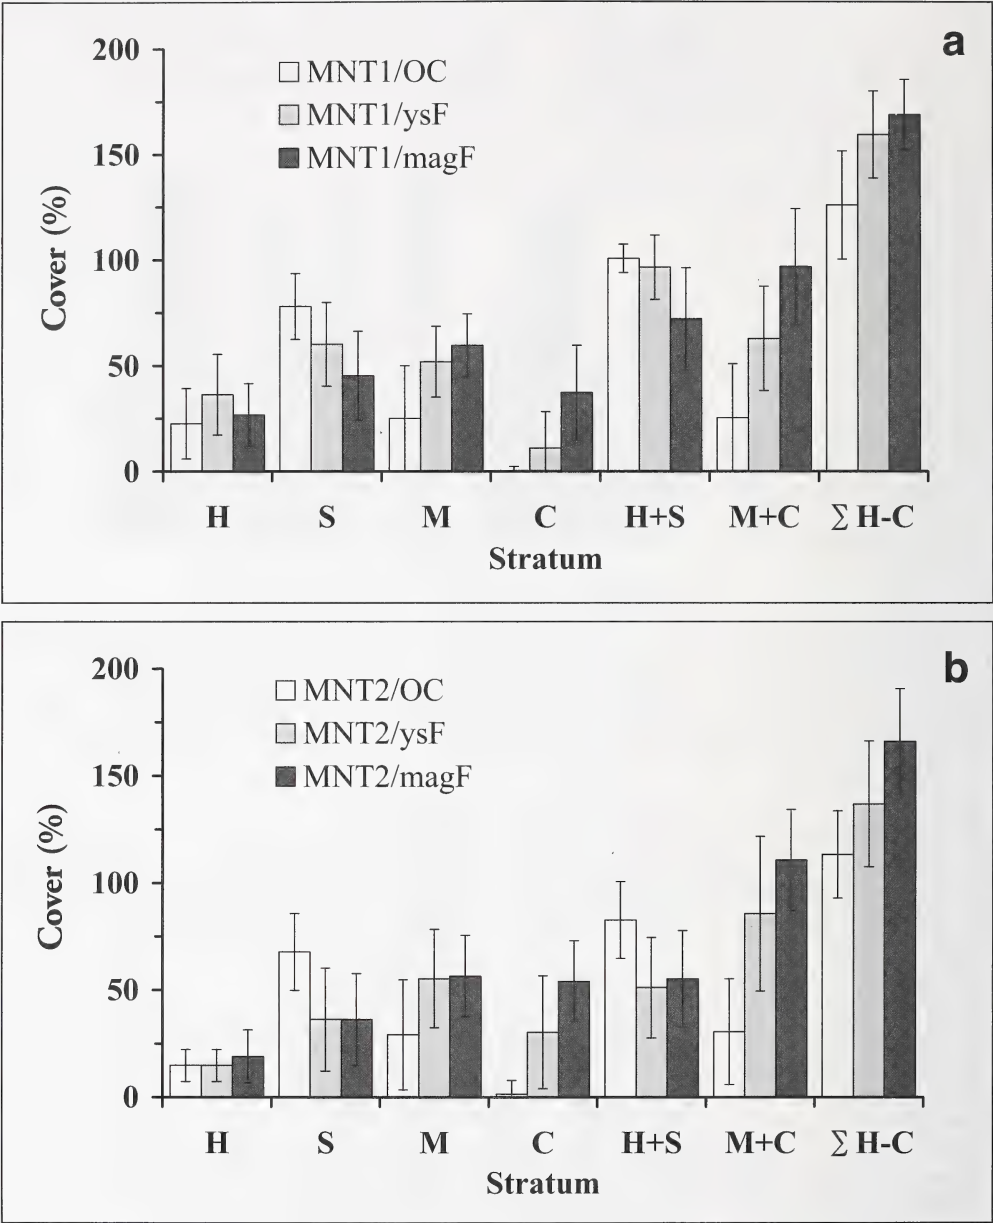 a
200
150
100
50
0
Cover (%)
MNT1/OC
MNT1/ysF
MNT1/magF
H S M C H+S M+C ∑ H-C
Stratum
b
200
150
100
50
0
Cover (%)
MNT2/OC
MNT2/ysF
MNT2/magF
H S M C H+S M+C ∑ H-C
Stratum